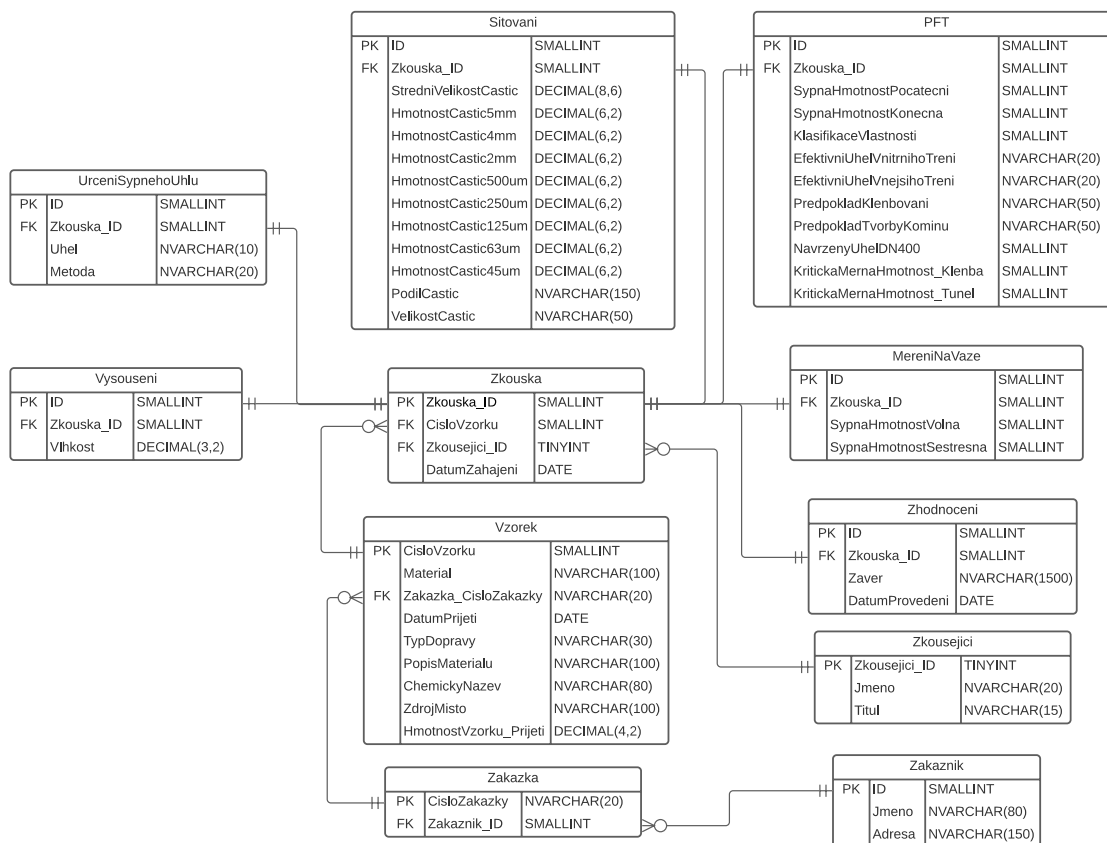 Sitovani
PK ID SMALLINT
FK Zkouska_ID SMALLINT
StredniVelikostCastic DECIMAL(8,6)
HmotnostCastic5mm DECIMAL(6,2)
HmotnostCastic4mm DECIMAL(6,2)
HmotnostCastic2mm DECIMAL(6,2)
HmotnostCastic500um DECIMAL(6,2)
HmotnostCastic250um DECIMAL(6,2)
HmotnostCastic125um DECIMAL(6,2)
HmotnostCastic63um DECIMAL(6,2)
HmotnostCastic45um DECIMAL(6,2)
PodilCastic NVARCHAR(150)
VelikostCastic NVARCHAR(50)
PFT
PK ID SMALLINT
FK Zkouska_ID SMALLINT
SypnaHmotnostPocatecni SMALLINT
SypnaHmotnostKonecna SMALLINT
KlasifikaceVlastnosti SMALLINT
EfektivniUhelVnitrnihoTreni NVARCHAR(20)
EfektivniUhelVnejsihoTreni NVARCHAR(20)
PredpokladKlenbovani NVARCHAR(50)
PredpokladTvorbyKominu NVARCHAR(50)
NavrzenyUhelDN400 SMALLINT
KritickaMernaHmotnost_Klenba SMALLINT
KritickaMernaHmotnost_Tunel SMALLINT
UrceniSypnehoUhlu
PK ID SMALLINT
FK Zkouska_ID SMALLINT
Uhel NVARCHAR(10)
Metoda NVARCHAR(20)
Vysouseni
PK ID SMALLINT
FK Zkouska_ID SMALLINT
Vlhkost DECIMAL(3,2)
Zkouska
PK Zkouska_ID SMALLINT
FK CisloVzorku SMALLINT
FK Zkousejici_ID TINYINT
DatumZahajeni DATE
MereniNaVaze
PK ID SMALLINT
FK Zkouska_ID SMALLINT
SypnaHmotnostVolna SMALLINT
SypnaHmotnostSestresna SMALLINT
Vzorek
PK CisloVzorku SMALLINT
Material NVARCHAR(100)
FK Zakazka_CisloZakazky NVARCHAR(20)
DatumPrijeti DATE
TypDopravy NVARCHAR(30)
PopisMaterialu NVARCHAR(100)
ChemickyNazev NVARCHAR(80)
ZdrojMisto NVARCHAR(100)
HmotnostVzorku_Prijeti DECIMAL(4,2)
Zhodnoceni
PK ID SMALLINT
FK Zkouska_ID SMALLINT
Zaver NVARCHAR(1500)
DatumProvedeni DATE
Zkousejici
PK Zkousejici_ID TINYINT
Jmeno NVARCHAR(20)
Titul NVARCHAR(15)
Zakazka
PK CisloZakazky NVARCHAR(20)
FK Zakaznik_ID SMALLINT
Zakaznik
PK ID SMALLINT
Jmeno NVARCHAR(80)
Adresa NVARCHAR(150)